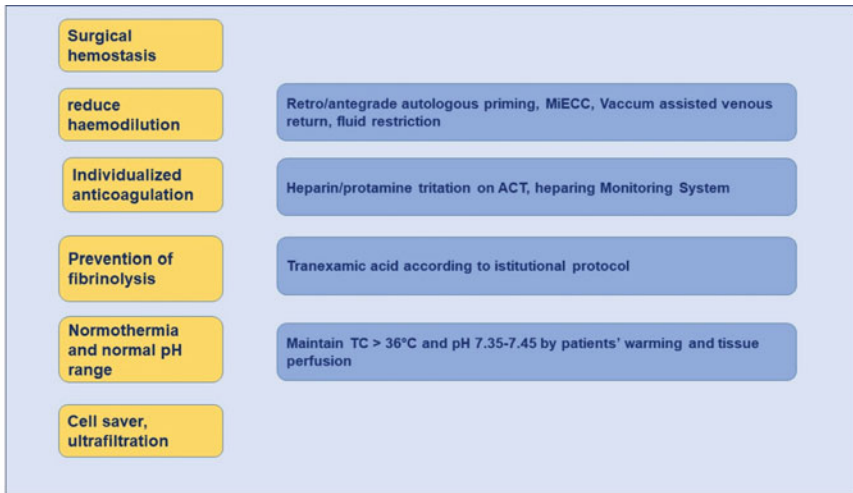 Surgical
hemostasis
reduce
haemodilution
Retro/antegrade autologous priming, MiECC, Vaccum assisted venous
return, fluid restriction
Individualized
anticoagulation
Heparin/protamine tritation on ACT, heparing Monitoring System
Prevention of
fibrinolysis
Tranexamic acid according to istitutional protocol
Normothermia
and normal pH
range
Maintain TC > 36°C and pH 7.35-7.45 by patients' warming and tissue
perfusion
Cell saver,
ultrafiltration